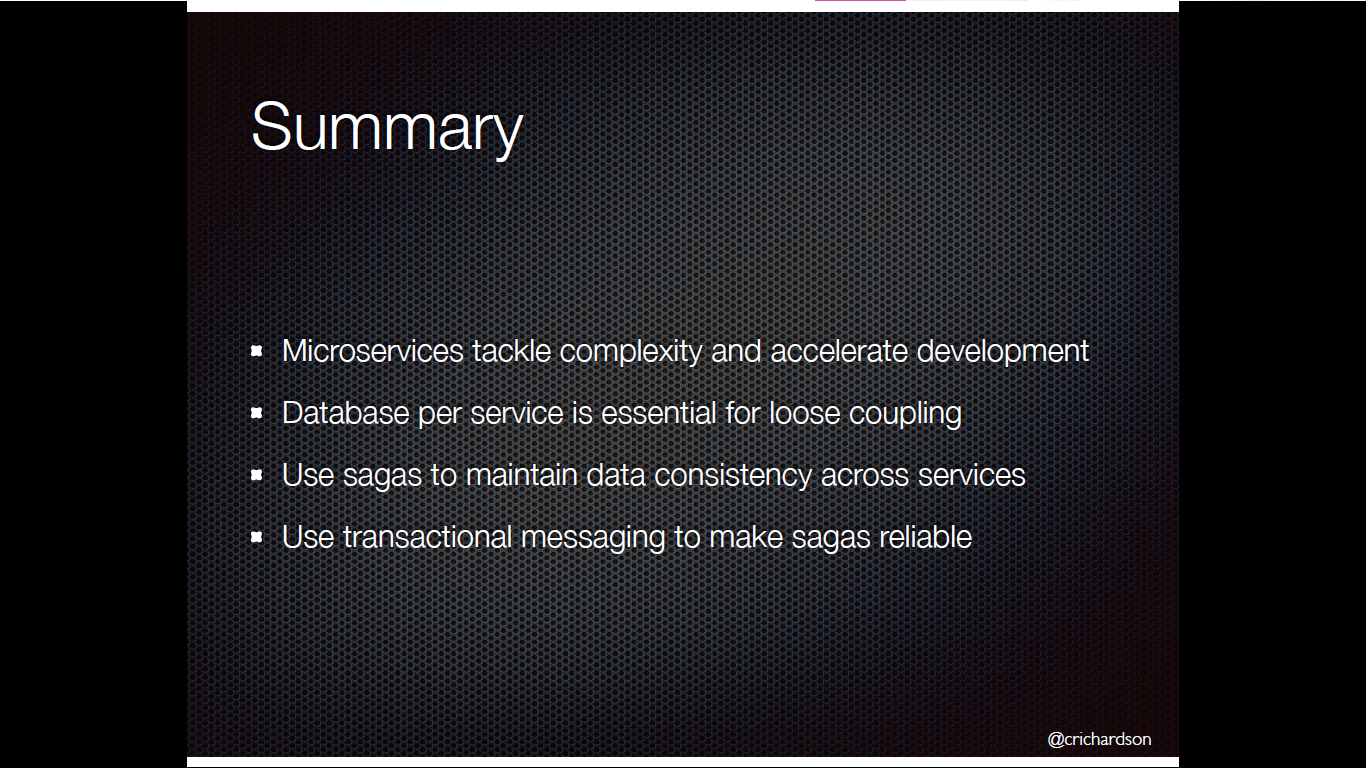 Summary
Microservices tackle complexity and accelerate development
Database per service is essential for loose coupling
Use sagas to maintain data consistency across services
Use transactional messaging to make sagas reliable
@crichardson